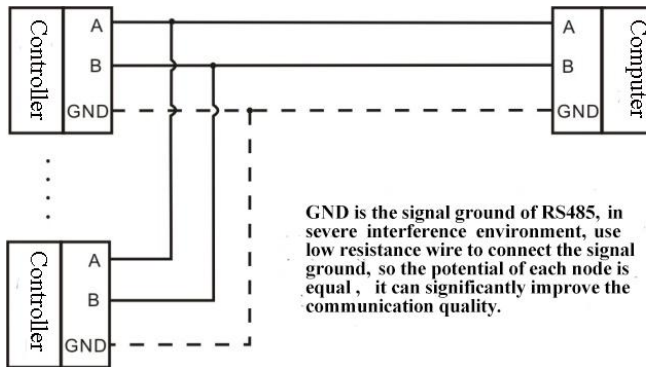 Controller
A
B
GND
A
B
GND
Computer
Controller
A
B
GND
GND is the signal ground of RS485, in
severe interference environment, use
low resistance wire to connect the signal
ground, so the potential of each node is
equal , it can significantly improve the
communication quality.